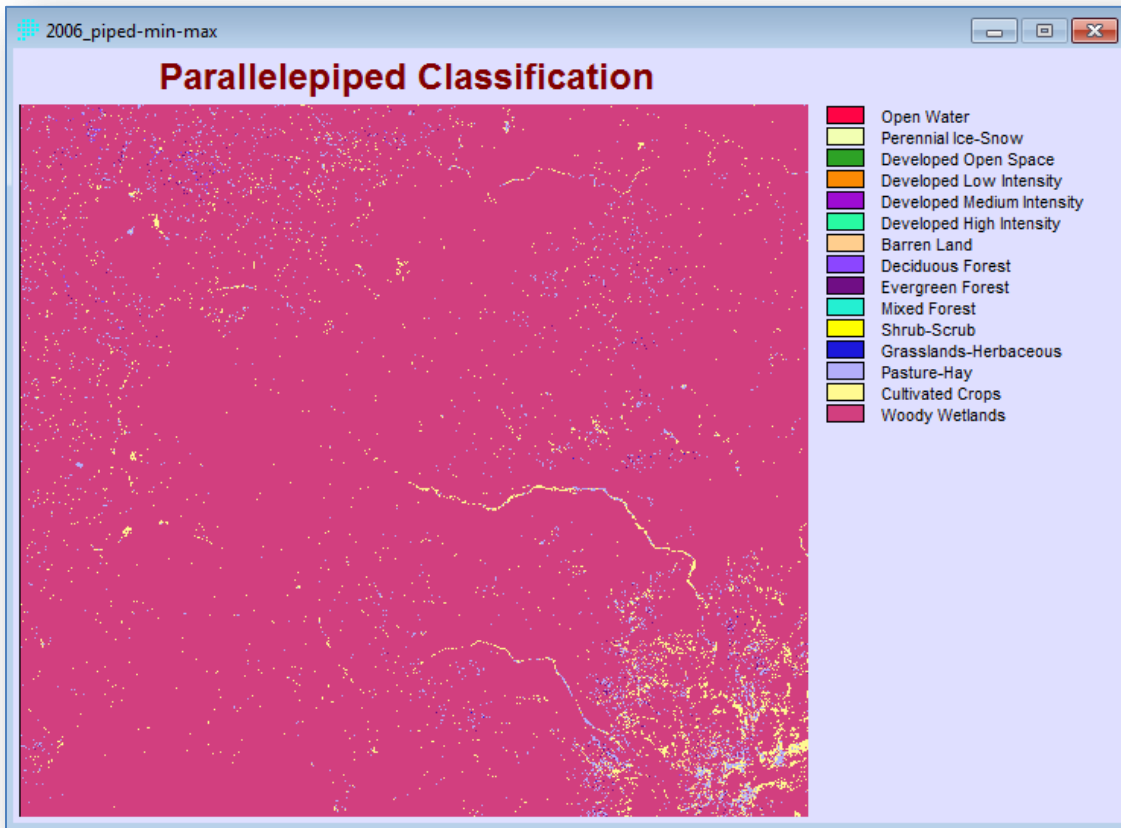 2006_piped-min-max
Parallelepiped Classification
Open Water
Perennial Ice-Snow
Developed Open Space
Developed Low Intensity
Developed Medium Intensity
Developed High Intensity
Barren Land
Deciduous Forest
Evergreen Forest
Mixed Forest
Shrub-Scrub
Grasslands-Herbaceous
Pasture-Hay
Cultivated Crops
Woody Wetlands